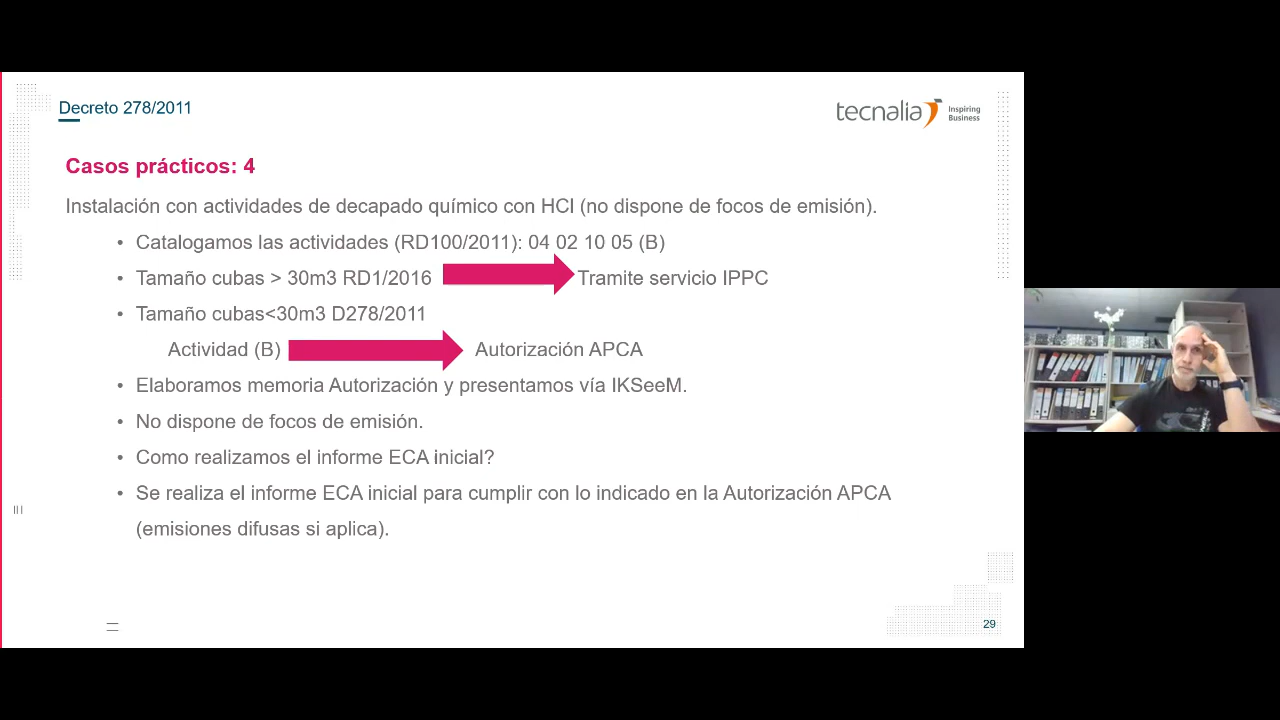 Decreto 278/2011
tecnalia Inspiring Business
Casos prácticos: 4
Instalación con actividades de decapado químico con HCl (no dispone de focos de emisión).
• Catalogamos las actividades (RD100/2011): 04 02 10 05 (B)
• Tamaño cubas > 30m3 RD1/2016 Tramite servicio IPPC
• Tamaño cubas<30m3 D278/2011
Actividad (B) Autorización APCA
• Elaboramos memoria Autorización y presentamos vía IKSeeM.
• No dispone de focos de emisión.
• Como realizamos el informe ECA inicial?
• Se realiza el informe ECA inicial para cumplir con lo indicado en la Autorización APCA
(emisiones difusas si aplica).
29